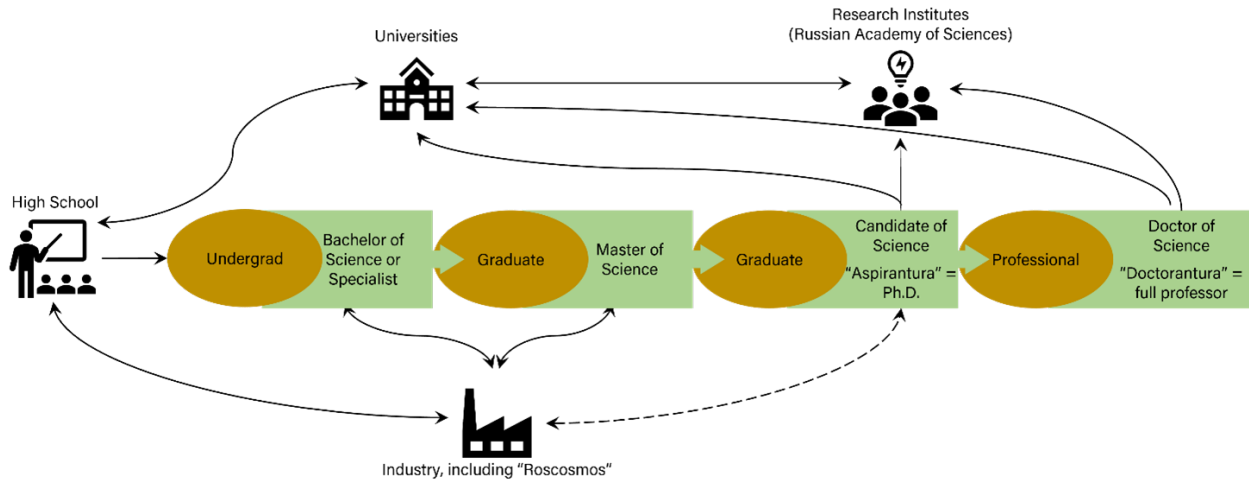 Research Institutes
(Russian Academy of Sciences)
Universities
High School
Undergrad
Bachelor of
Science or
Specialist
Graduate
Master of
Science
Graduate
Candidate of
Science
"Aspirantura" =
Ph.D.
Professional
Doctor of
Science
"Doctorantura" =
full professor
Industry, including "Roscosmos"